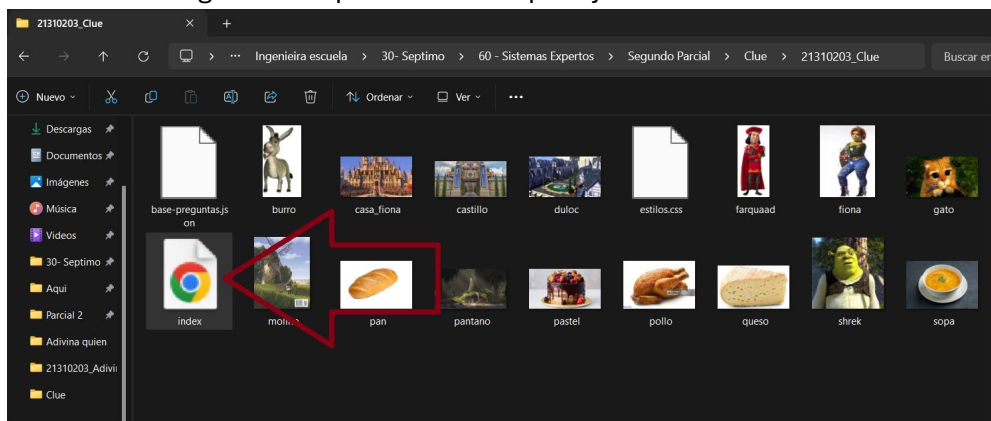 21310203_Clue
Ingenieira escuela > 30- Septimo > 60 - Sistemas Expertos > Segundo Parcial > Clue > 21310203_Clue
Buscar en
Nuevo
Ordenar
Ver
Descargas
Documentos
Imágenes
Música
Videos
30- Septimo
Aqui
Parcial 2
Adivina quien
21310203_Adivi
Clue
base-preguntas.js
on
burro
casa_fiona
castillo
duloc
estilos.css
farquaad
fiona
gato
index
molino
pan
pantano
pastel
pollo
queso
shrek
sopa